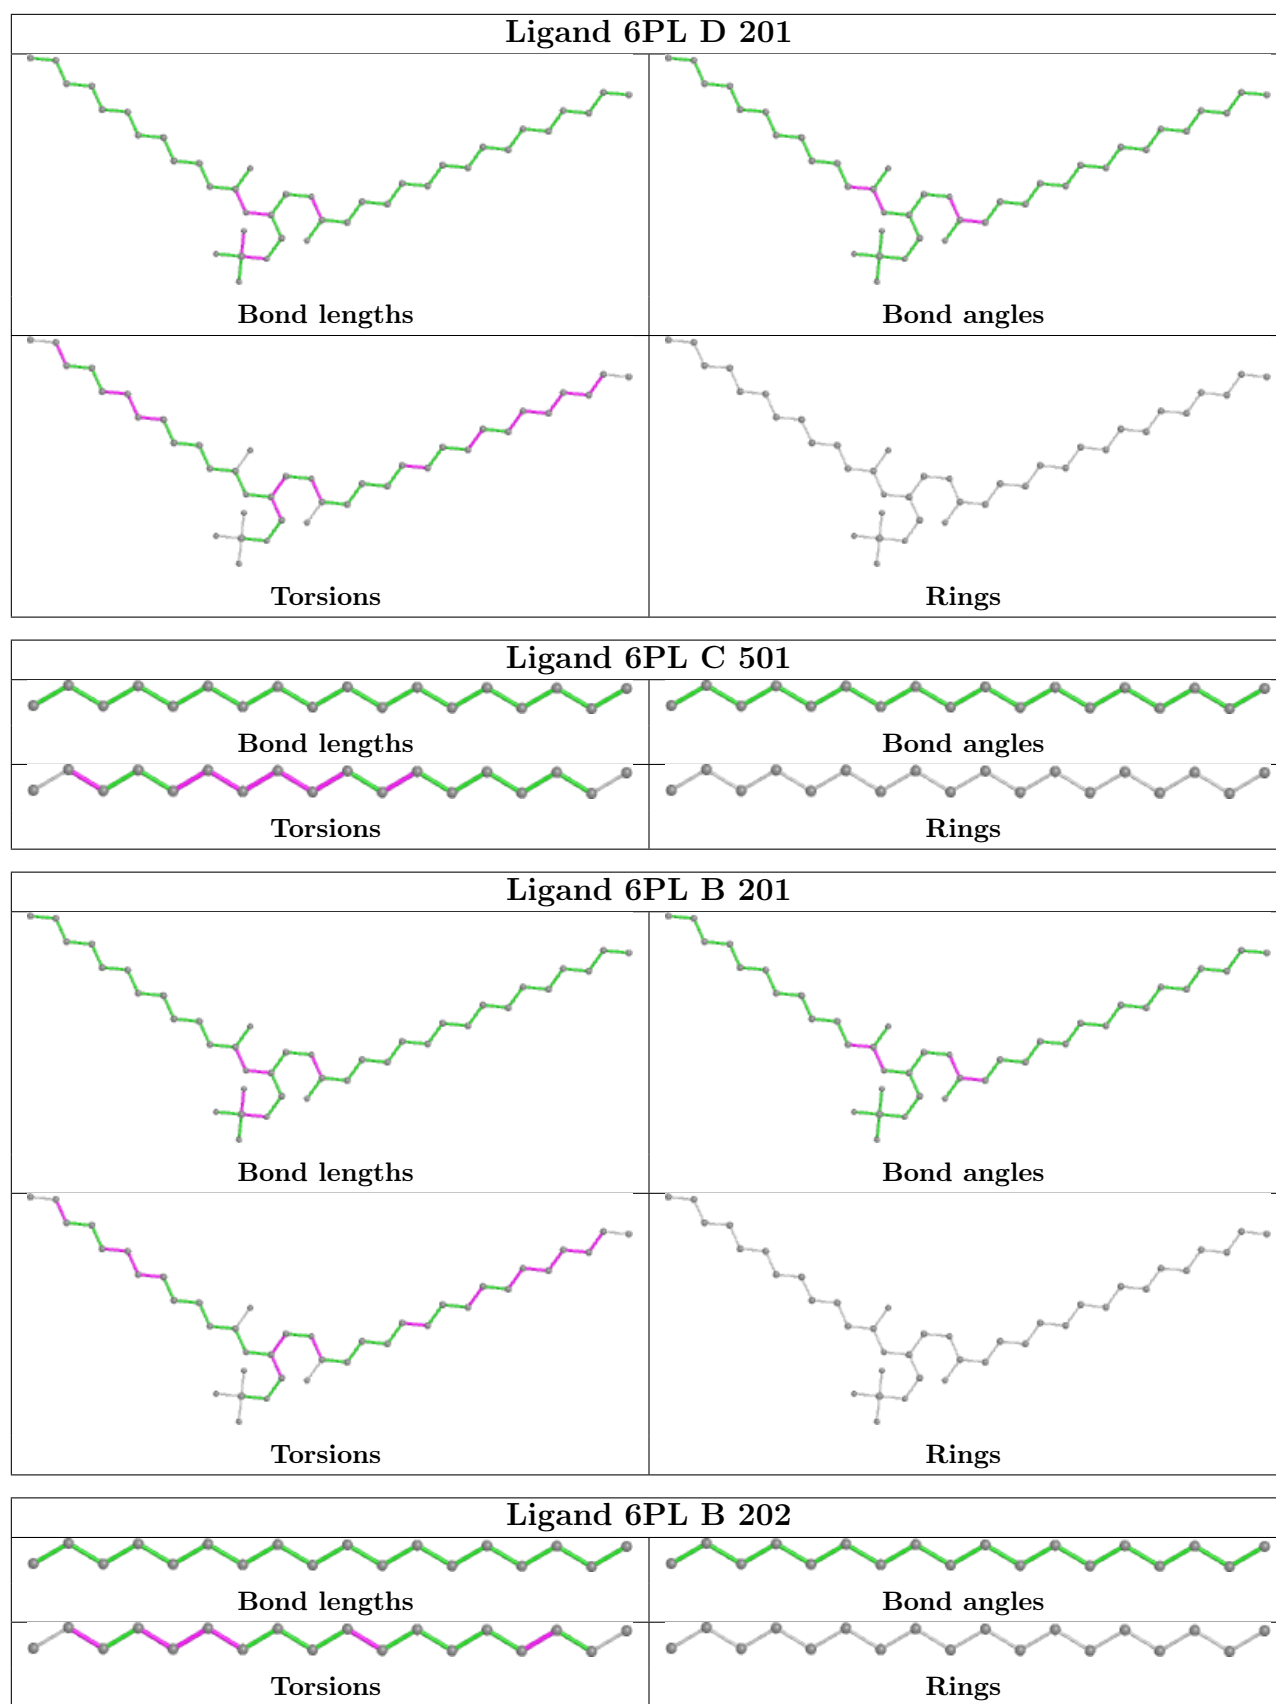 Ligand 6PL D 201
Bond lengths
Bond angles
Torsions
Rings
Ligand 6PL C 501
Bond lengths
Bond angles
Torsions
Rings
Ligand 6PL B 201
Bond lengths
Bond angles
Torsions
Rings
Ligand 6PL B 202
Bond lengths
Bond angles
Torsions
Rings